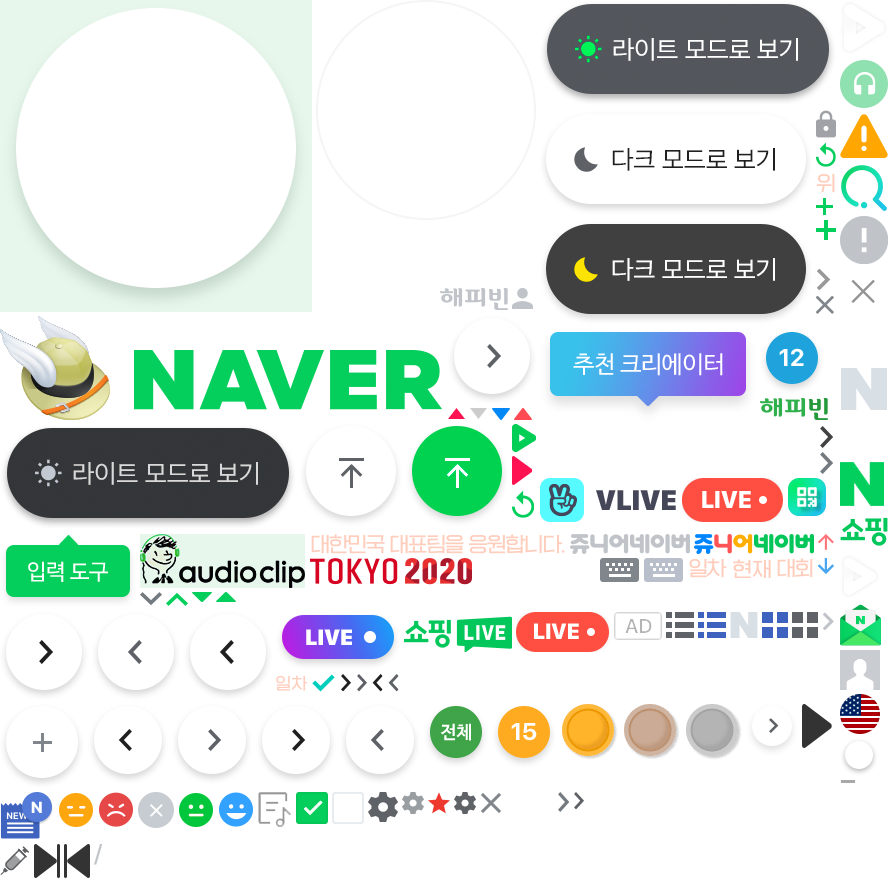 라이트 모드로 보기
다크 모드로 보기
위
다크 모드로 보기
해피빈
NAVER
추천 크리에이터
12
N
해피빈
라이트 모드로 보기
VLIVE
LIVE
N
쇼핑
입력 도구
audioclip
대한민국 대표팀을 응원합니다.
쥬니어네이버
쥬니어네이버
TOKYO 2020
일차 현재 대회
LIVE
쇼핑 LIVE
LIVE
AD
N
N
일차
전체
15
N
NEW